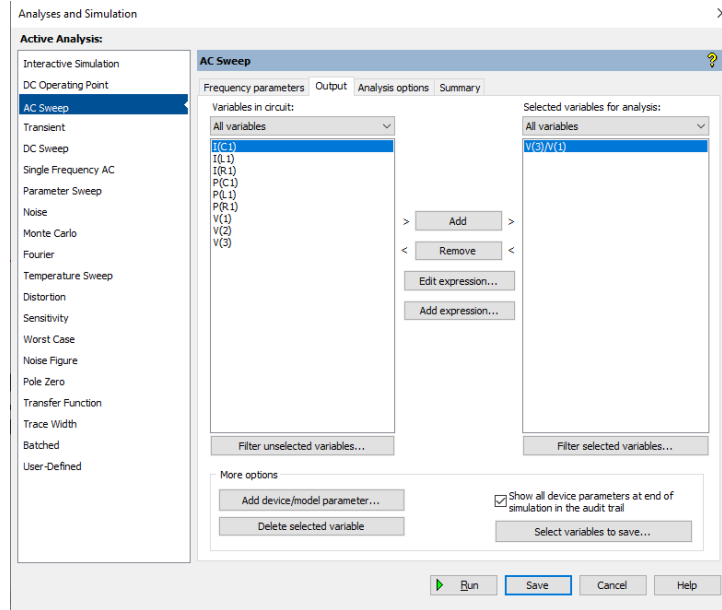 Analyses and Simulation
Active Analysis:
Interactive Simulation
DC Operating Point
AC Sweep
Transient
DC Sweep
Single Frequency AC
Parameter Sweep
Noise
Monte Carlo
Fourier
Temperature Sweep
Distortion
Sensitivity
Worst Case
Noise Figure
Pole Zero
Transfer Function
Trace Width
Batched
User-Defined
AC Sweep
Frequency parameters Output Analysis options Summary
Variables in circuit:
All variables
I(C1)
I(L1)
I(R1)
P(C1)
P(L1)
P(R1)
V(1)
V(2)
V(3)
> Add >
< Remove <
Edit expression...
Add expression...
Selected variables for analysis:
All variables
V(3)/V(1)
Filter unselected variables...
Filter selected variables...
More options
Add device/model parameter...
Delete selected variable
Show all device parameters at end of
simulation in the audit trail
Select variables to save...
Run Save Cancel Help